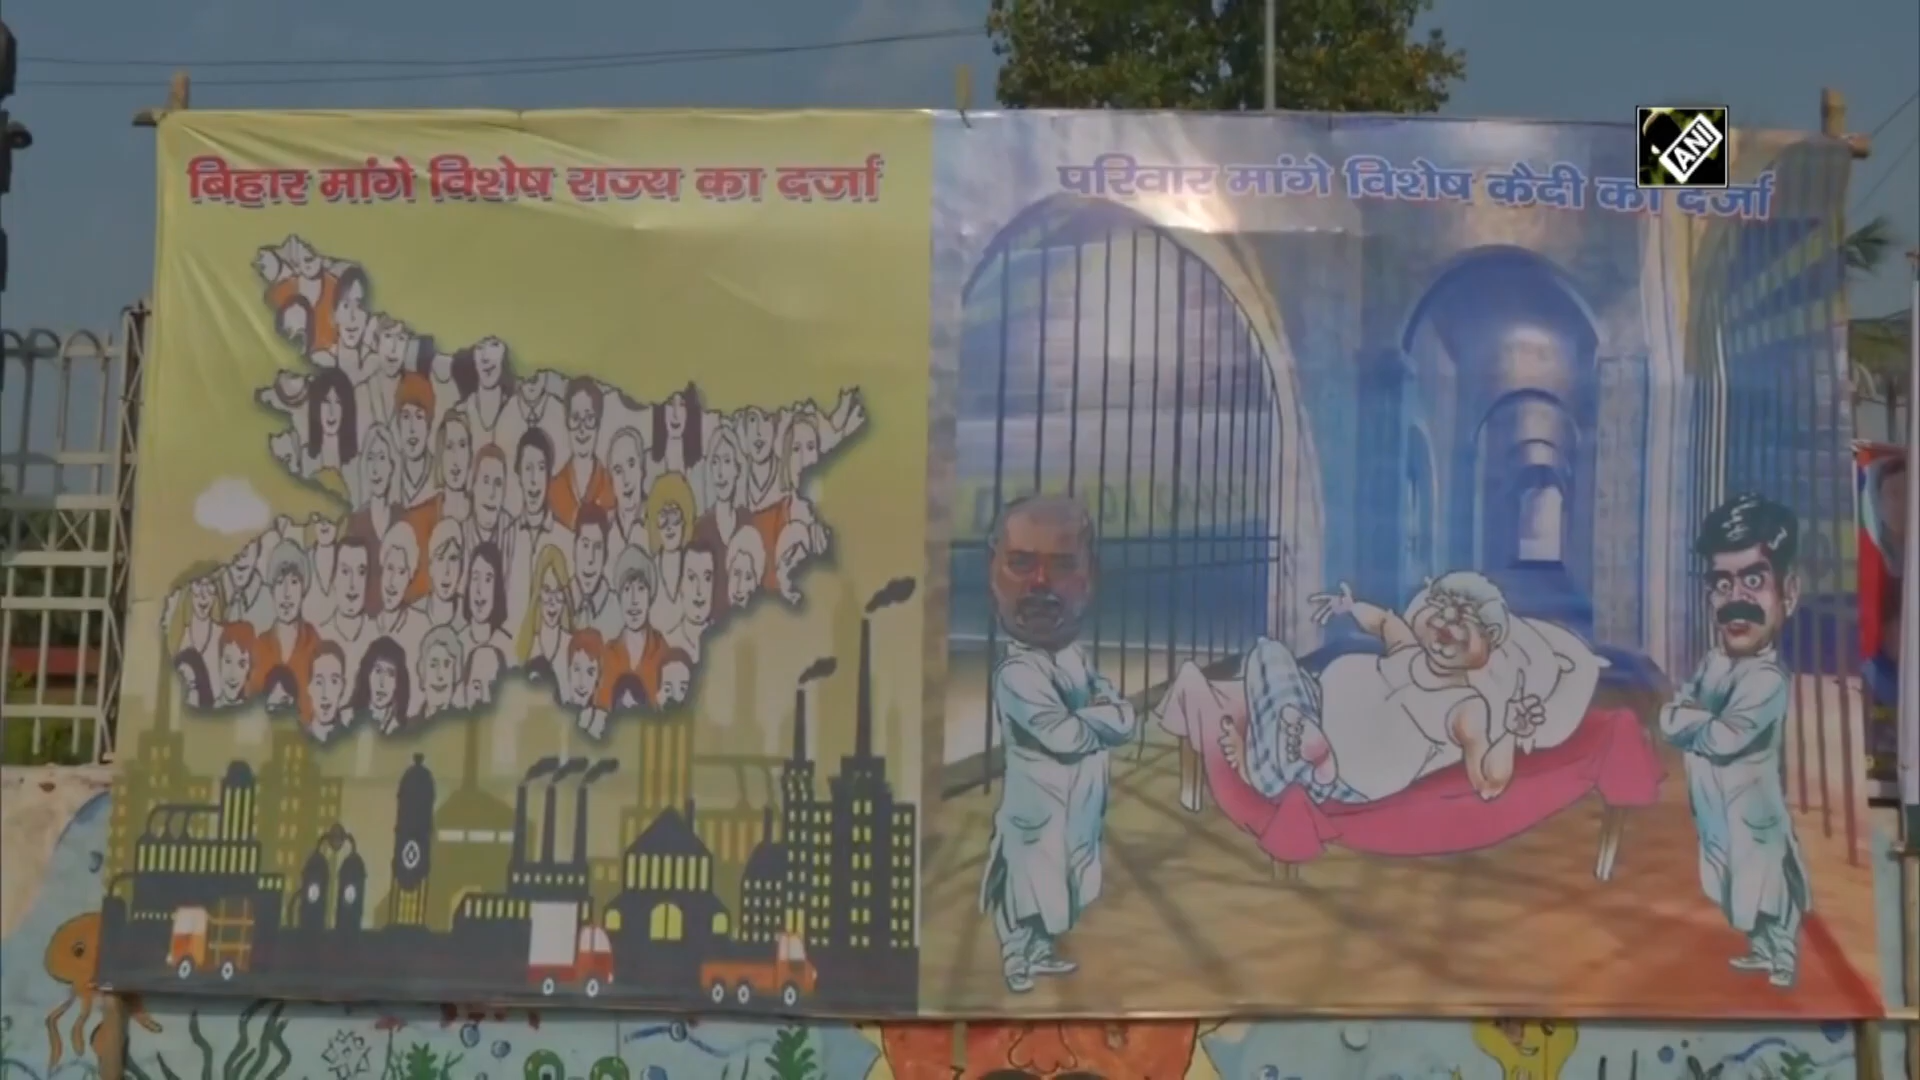 बिहार मांगे विशेष राज्य का दर्जा
परिवार मांगे विशेष कैदी का दर्जा
ANI